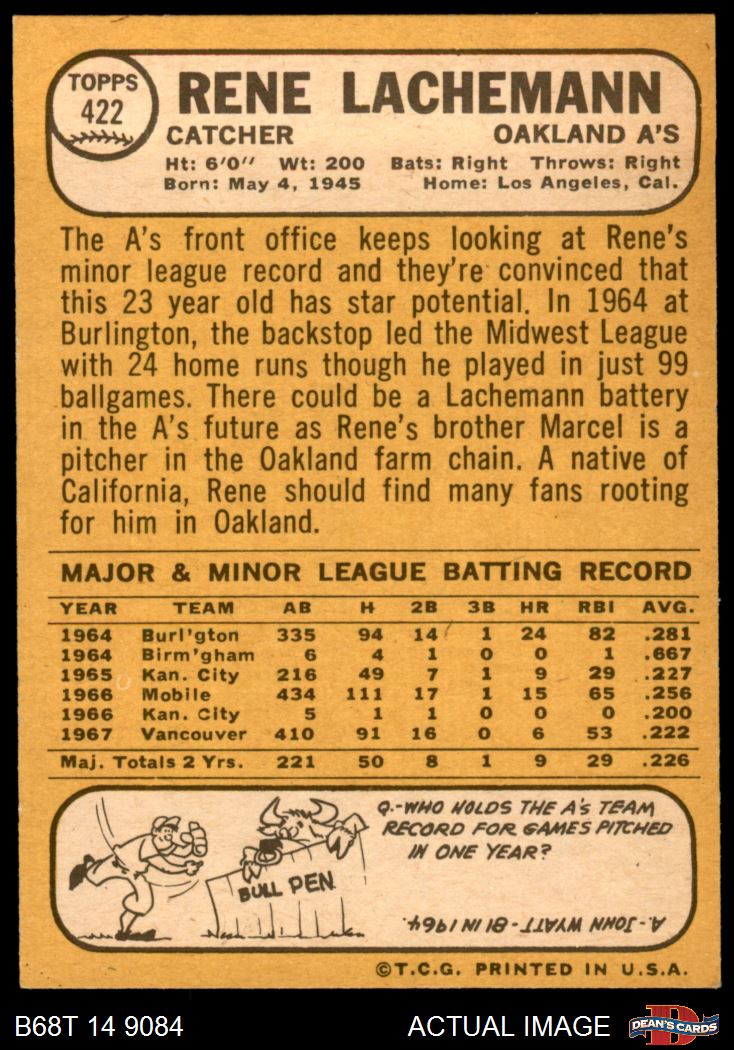 TOPPS
422
RENE LACHEMANN
CATCHER OAKLAND A'S
Ht: 6'0" Wt: 200 Bats: Right Throws: Right
Born: May 4, 1945 Home: Los Angeles, Cal.
The A's front office keeps looking at Rene's
minor league record and they're convinced that
this 23 year old has star potential. In 1964 at
Burlington, the backstop led the Midwest League
with 24 home runs though he played in just 99
ballgames. There could be a Lachemann battery
in the A's future as Rene's brother Marcel is a
pitcher in the Oakland farm chain. A native of
California, Rene should find many fans rooting
for him in Oakland.
MAJOR & MINOR LEAGUE BATTING RECORD
YEAR TEAM AB H 2B 3B HR RBI AVG.
1964 Burl'gton 335 94 14 1 24 82 .281
1964 Birm'gham 6 4 1 0 0 1 .667
1965 Kan. City 216 49 7 1 9 29 .227
1966 Mobile 434 111 17 1 15 65 .256
1966 Kan. City 5 1 1 0 0 0 .200
1967 Vancouver 410 91 16 0 6 53 .222
Maj. Totals 2 Yrs. 221 50 8 1 9 29 .226
Q.-WHO HOLDS THE A's TEAM
RECORD FOR GAMES PITCHED
IN ONE YEAR?
BULL PEN
A. JOHN WYATT-81 IN 1964.
©T.C.G. PRINTED IN U.S.A.
B68T 14 9084 ACTUAL IMAGE D DEAN'S CARDS